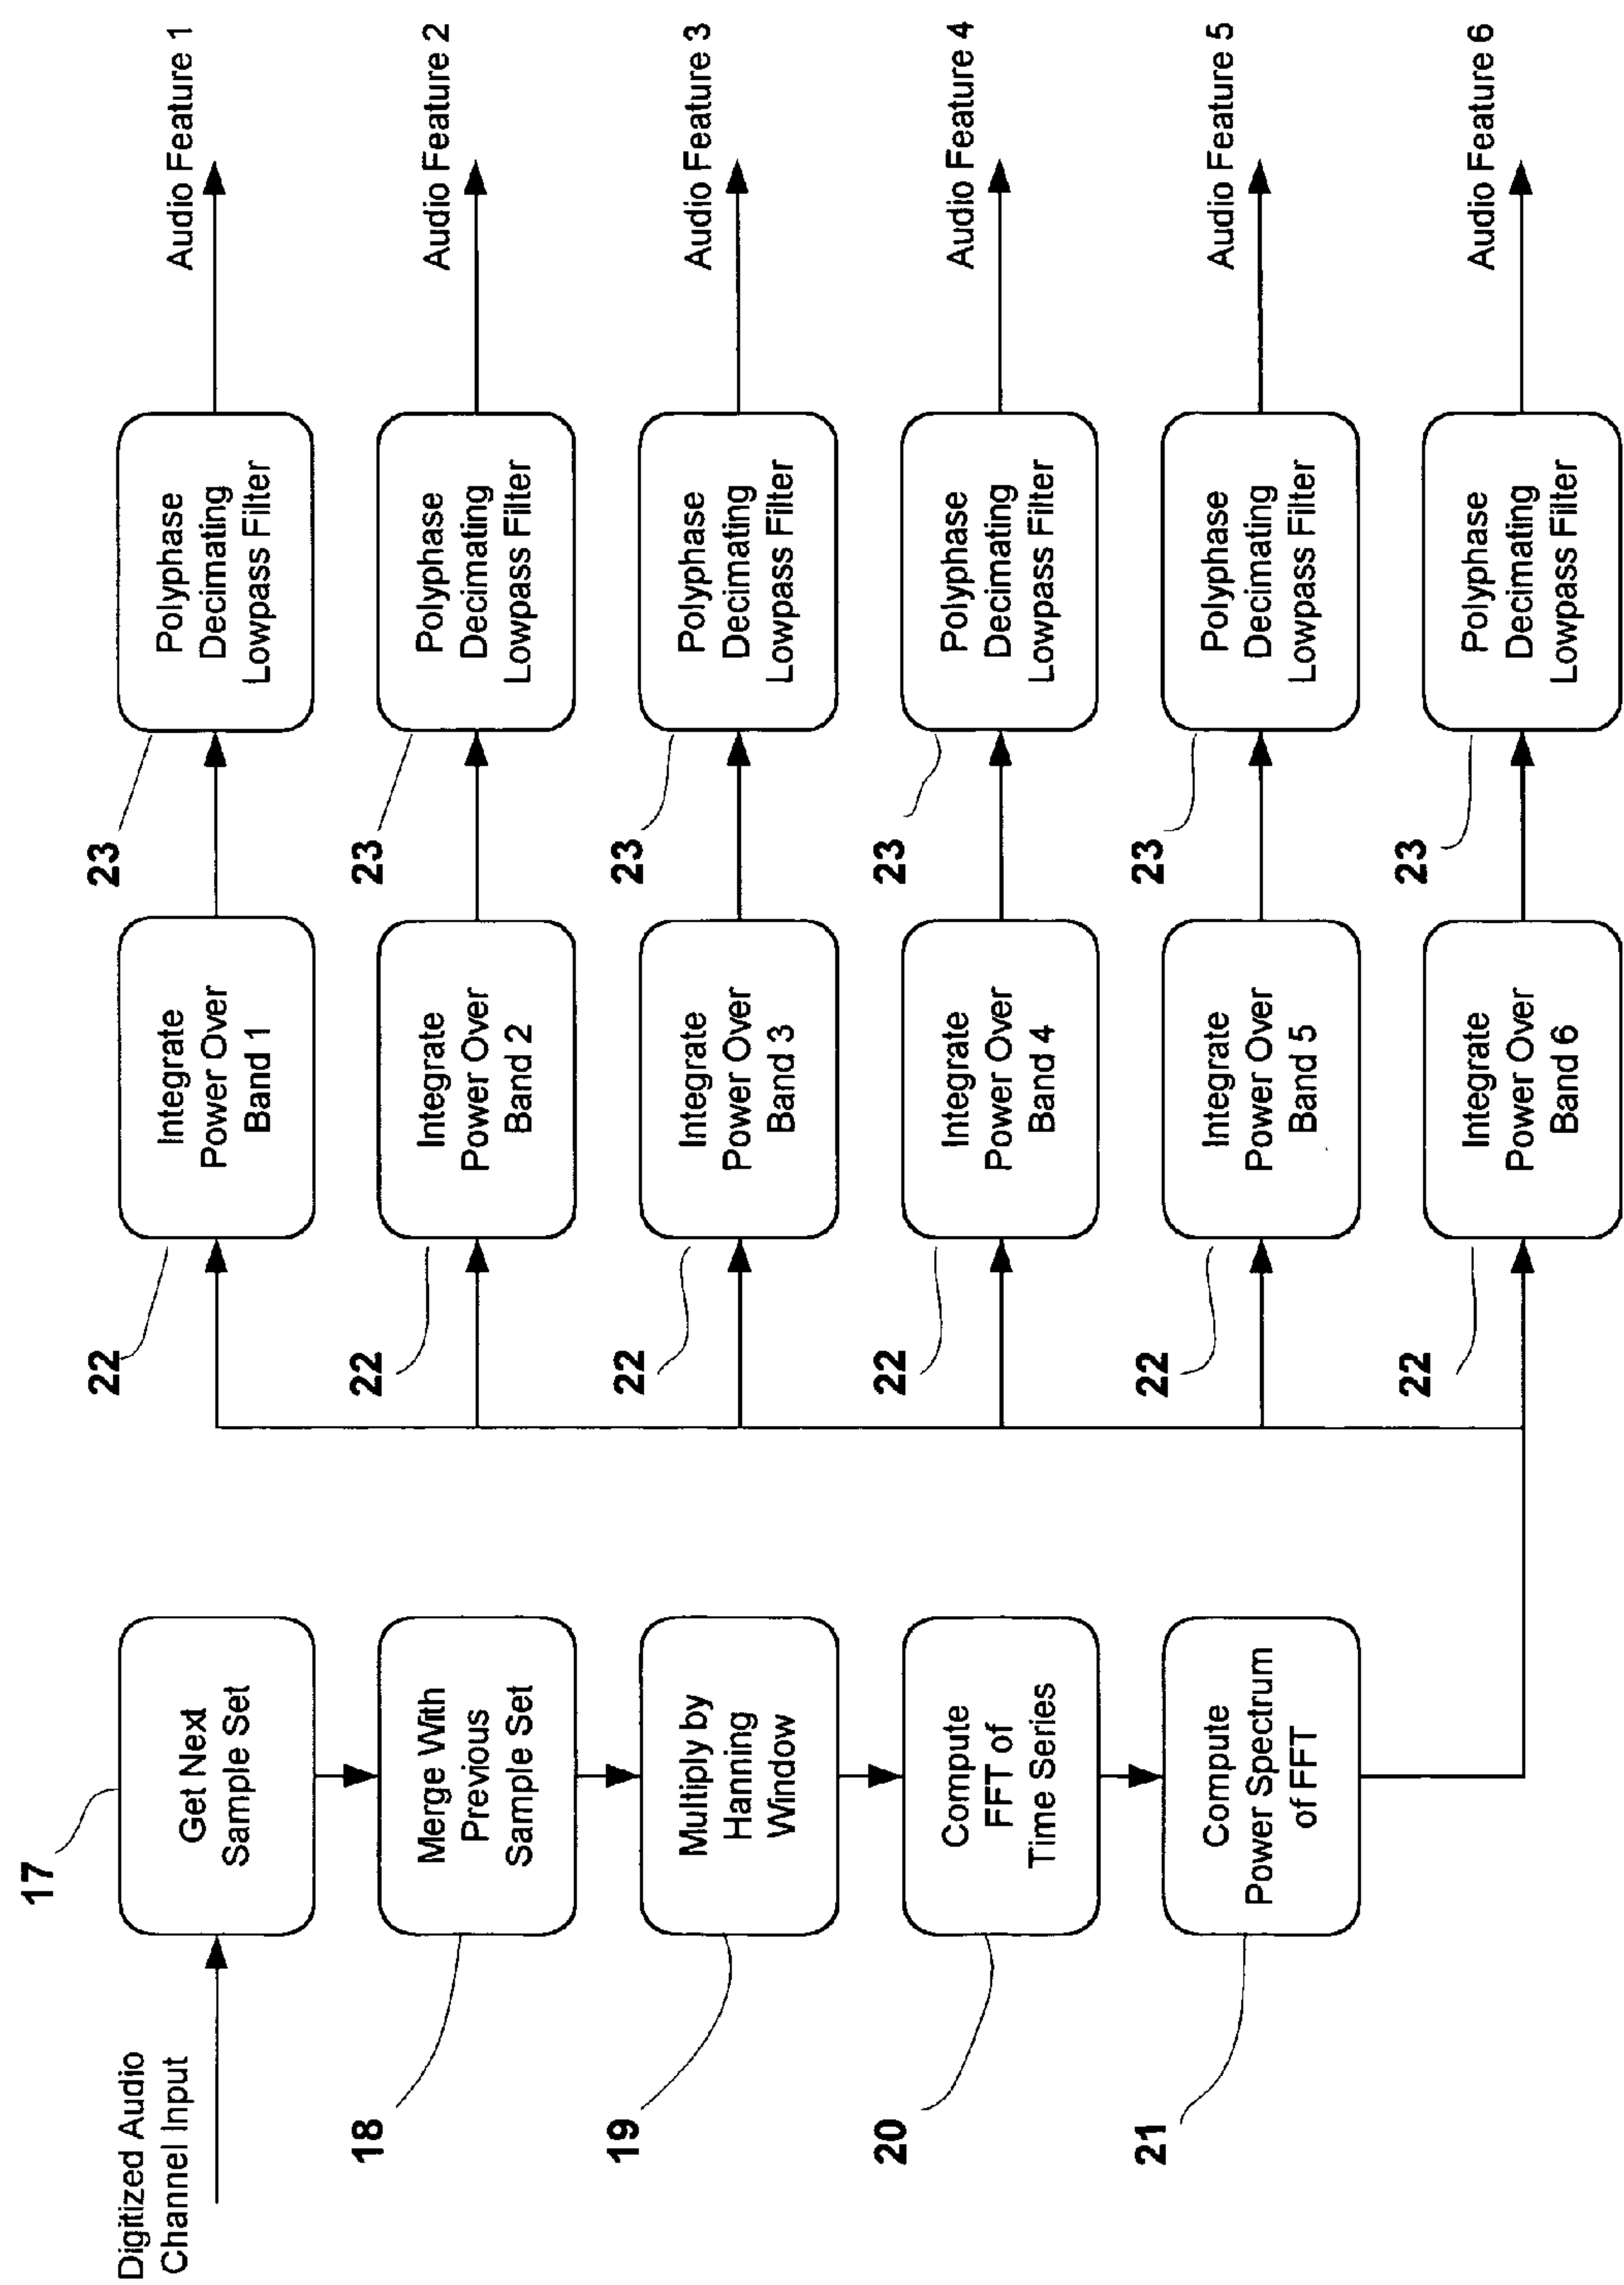 Digitized Audio
Channel Input
17
Get Next
Sample Set
18
Merge With
Previous
Sample Set
19
Multiply by
Hanning
Window
20
Compute
FFT of
Time Series
21
Compute
Power Spectrum
of FFT
22
Integrate
Power Over
Band 1
23
Polyphase
Decimating
Lowpass Filter
Audio Feature 1
22
Integrate
Power Over
Band 2
23
Polyphase
Decimating
Lowpass Filter
Audio Feature 2
22
Integrate
Power Over
Band 3
23
Polyphase
Decimating
Lowpass Filter
Audio Feature 3
22
Integrate
Power Over
Band 4
23
Polyphase
Decimating
Lowpass Filter
Audio Feature 4
22
Integrate
Power Over
Band 5
23
Polyphase
Decimating
Lowpass Filter
Audio Feature 5
22
Integrate
Power Over
Band 6
23
Polyphase
Decimating
Lowpass Filter
Audio Feature 6